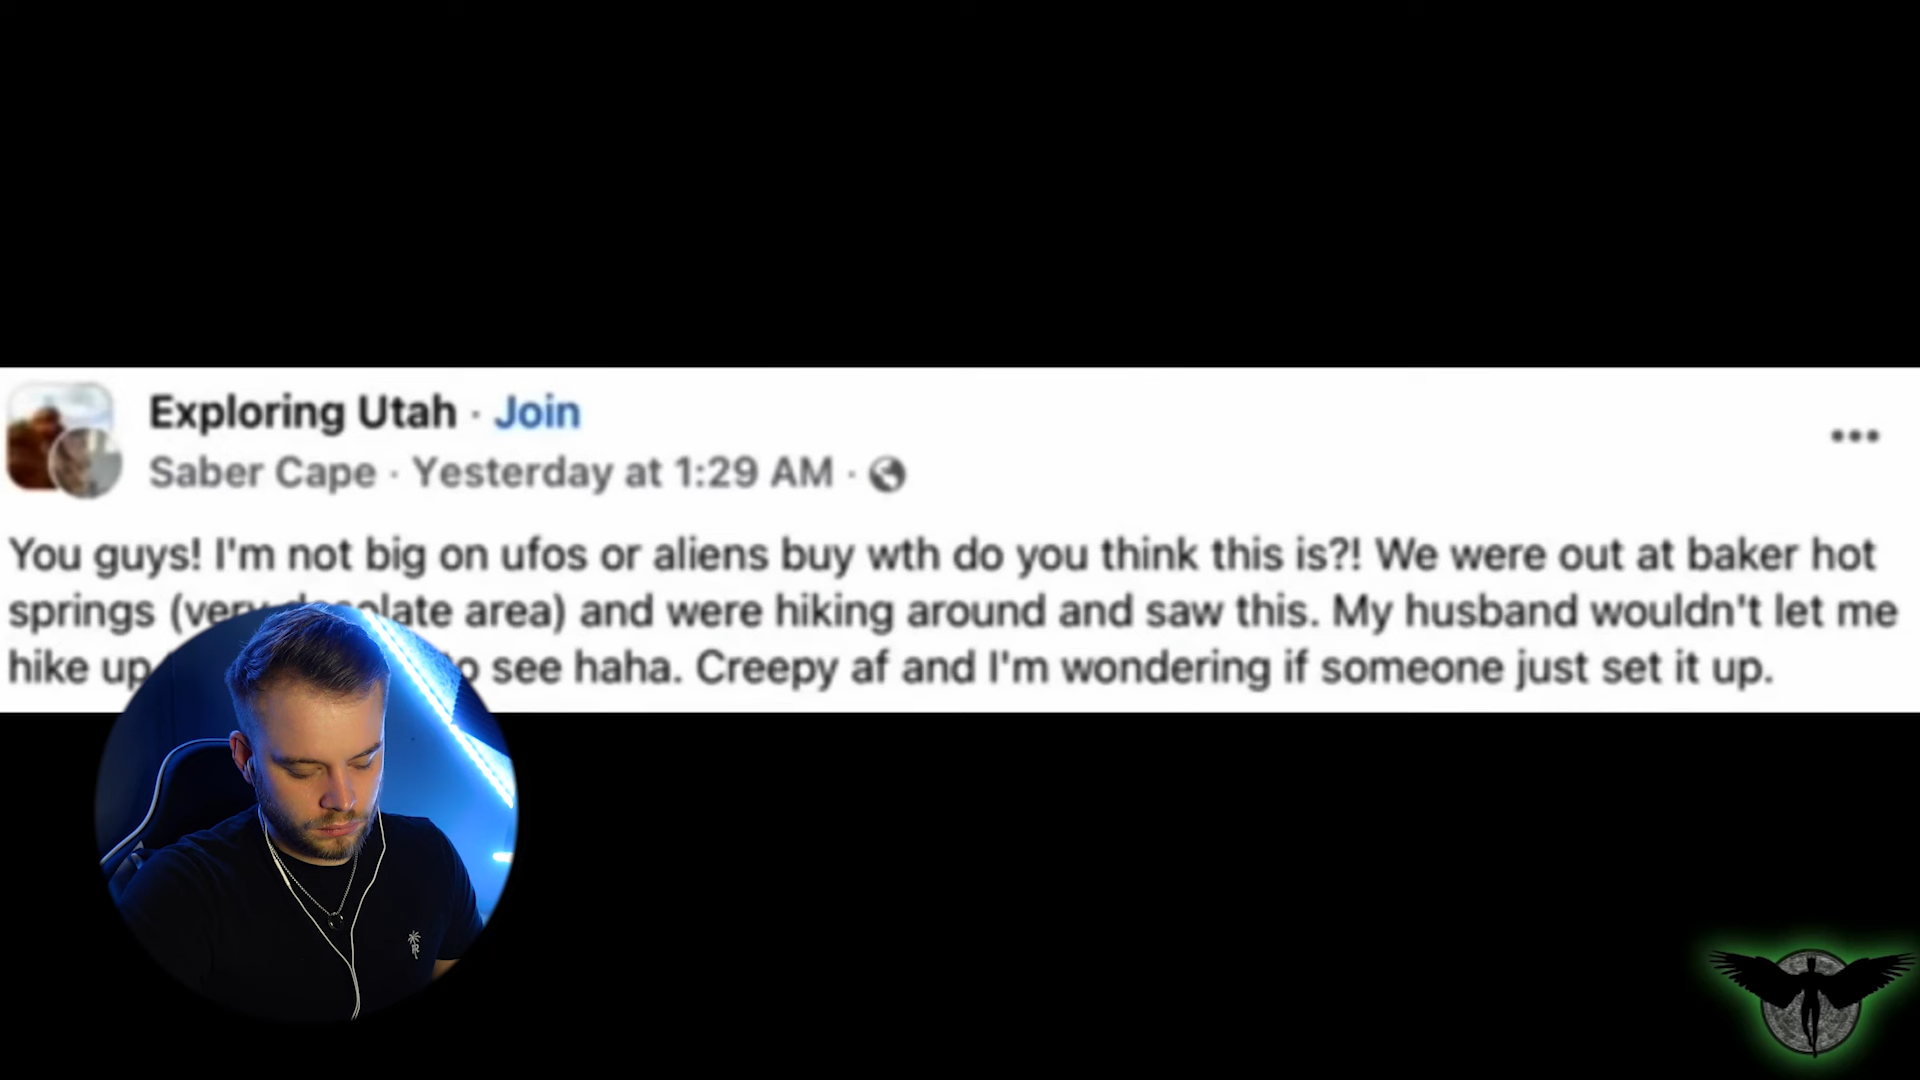 Exploring Utah · Join
Saber Cape · Yesterday at 1:29 AM ·
You guys! I'm not big on ufos or aliens buy wth do you think this is?! We were out at baker hot
springs (very area) and were hiking around and saw this. My husband wouldn't let me
hike up see haha. Creepy af and I'm wondering if someone just set it up.